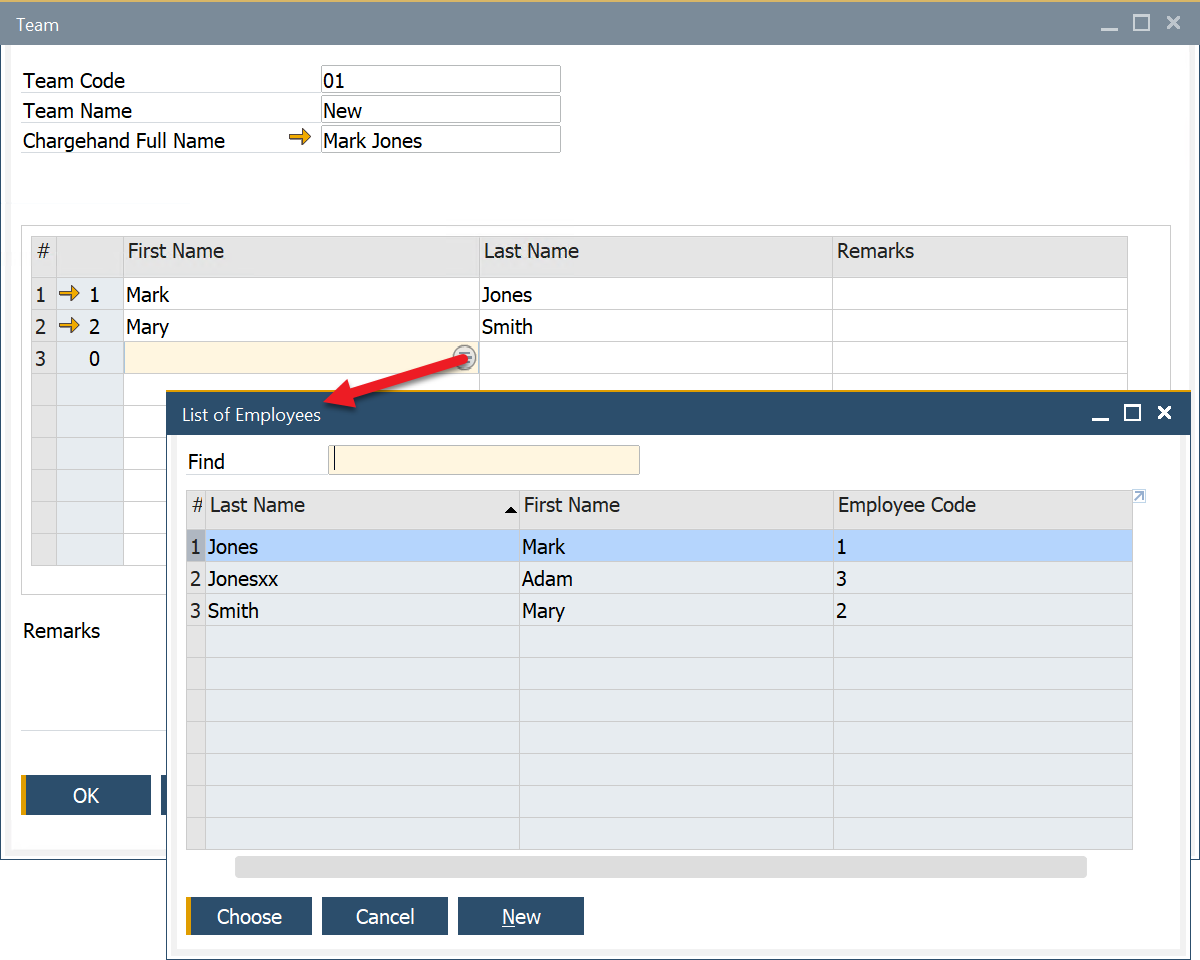 Team
Team Code 01
Team Name New
Chargehand Full Name Mark Jones
# First Name Last Name Remarks
1 1 Mark Jones
2 2 Mary Smith
3 0
List of Employees
Find
# Last Name First Name Employee Code
1 Jones Mark 1
2 Jonesxx Adam 3
3 Smith Mary 2
Remarks
OK
Choose Cancel New